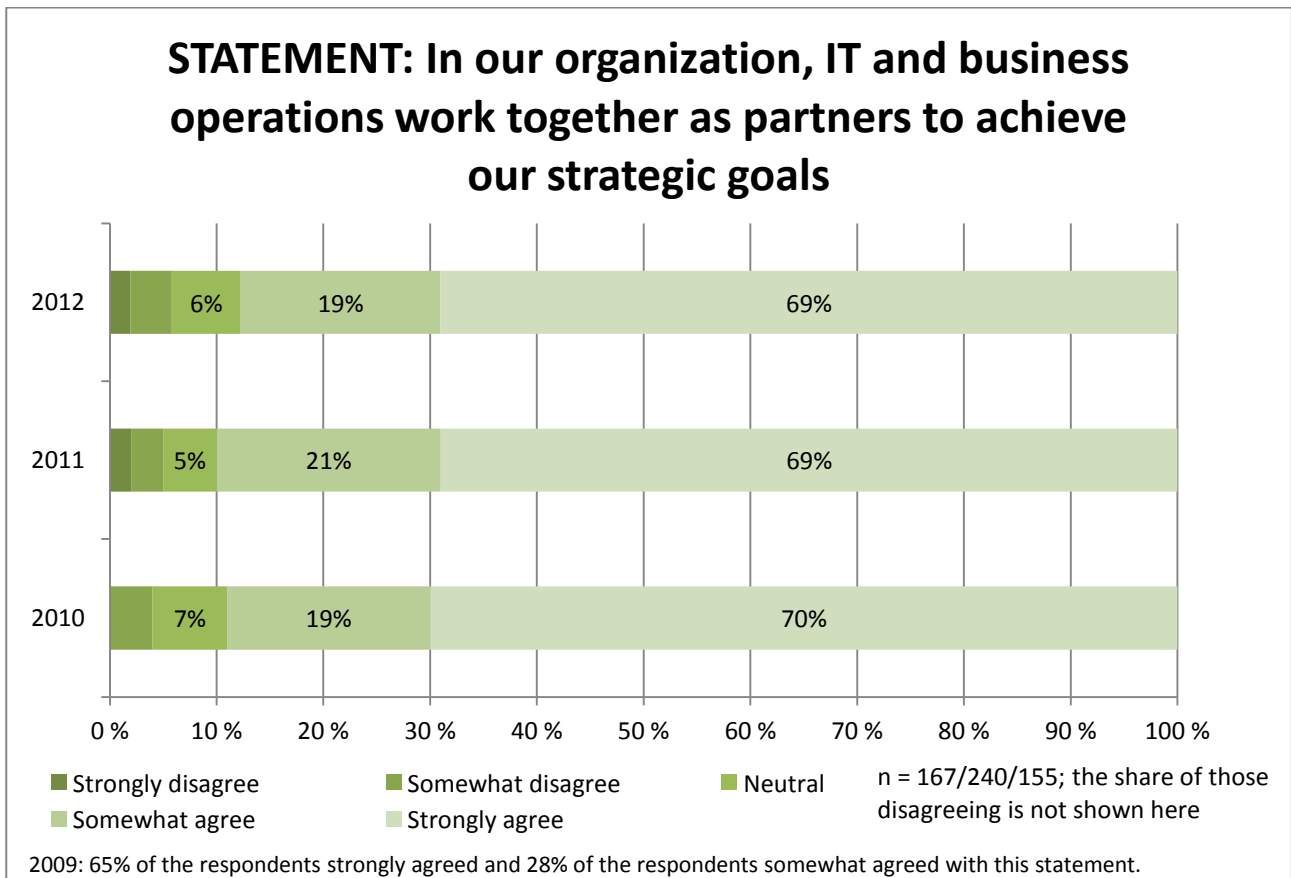 STATEMENT: In our organization, IT and business
operations work together as partners to achieve
our strategic goals
2012
6%
19%
69%
2011
5%
21%
69%
2010
7%
19%
70%
0 %
10 %
20 %
30 %
40 %
50 %
60 %
70 %
80 %
90 %
100 %
Strongly disagree
Somewhat disagree
Neutral
Somewhat agree
Strongly agree
n = 167/240/155; the share of those
disagreeing is not shown here
2009: 65% of the respondents strongly agreed and 28% of the respondents somewhat agreed with this statement.